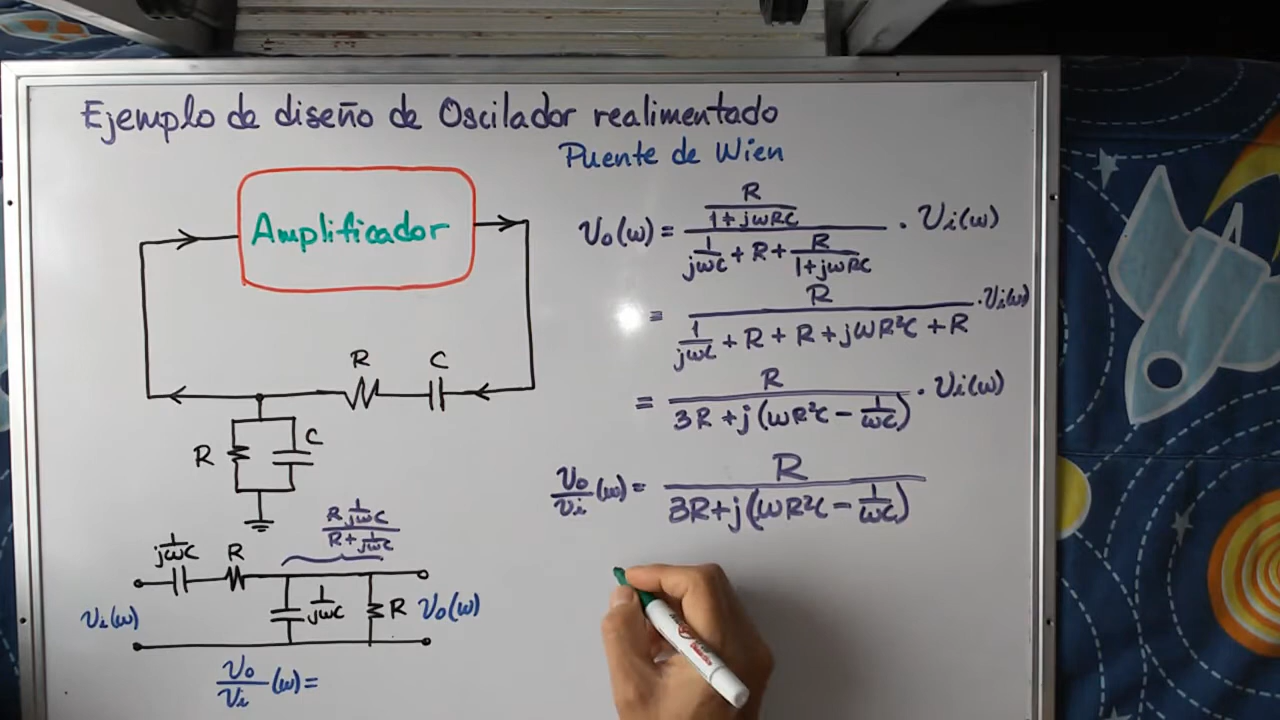 Ejemplo de diseño de Oscilador realimentado
Puente de Wien
Amplificador
R C
R C
Vo(ω) = (R/(1+jωRC)) / (1/jωC + R + R/(1+jωRC)) · Vi(ω)
= R / (1/jωC + R + R + jωR²C + R) · Vi(ω)
= R / (3R + j(ωR²C − 1/ωC)) · Vi(ω)
Vo/Vi (ω) = R / (3R + j(ωR²C − 1/ωC))
(R 1/jωC) / (R + 1/jωC)
1/jωC R
Vi(ω) 1/jωC R Vo(ω)
Vo/Vi (ω) =